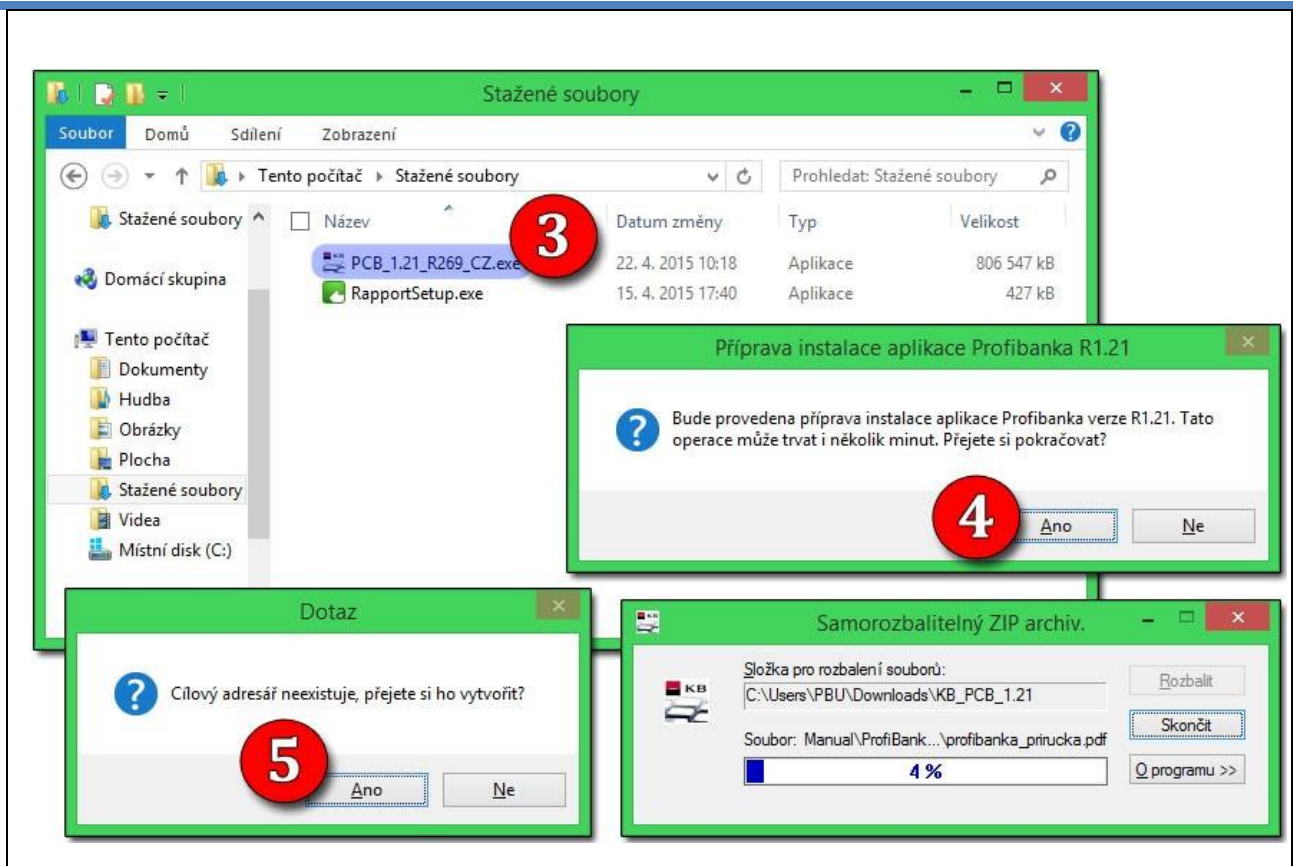 Stažené soubory
Soubor Domů Sdílení Zobrazení
Tento počítač Stažené soubory
Prohledat: Stažené soubory
Stažené soubory
Domácí skupina
Tento počítač
Dokumenty
Hudba
Obrázky
Plocha
Stažené soubory
Videa
Místní disk (C:)
Název Datum změny Typ Velikost
3
PCB_1.21_R269_CZ.exe 22. 4. 2015 10:18 Aplikace 806 547 kB
RapportSetup.exe 15. 4. 2015 17:40 Aplikace 427 kB
Příprava instalace aplikace Profibanka R1.21
Bude provedena příprava instalace aplikace Profibanka verze R1.21. Tato
operace může trvat i několik minut. Přejete si pokračovat?
4
Ano Ne
Dotaz
Cílový adresář neexistuje, přejete si ho vytvořit?
5
Ano Ne
Samorozbalitelný ZIP archiv.
KB
Složka pro rozbalení souborů:
C:\Users\PBU\Downloads\KB_PCB_1.21
Soubor: Manual\ProfiBank...\profibanka_prirucka.pdf
4 %
Rozbalit
Skončit
O programu >>